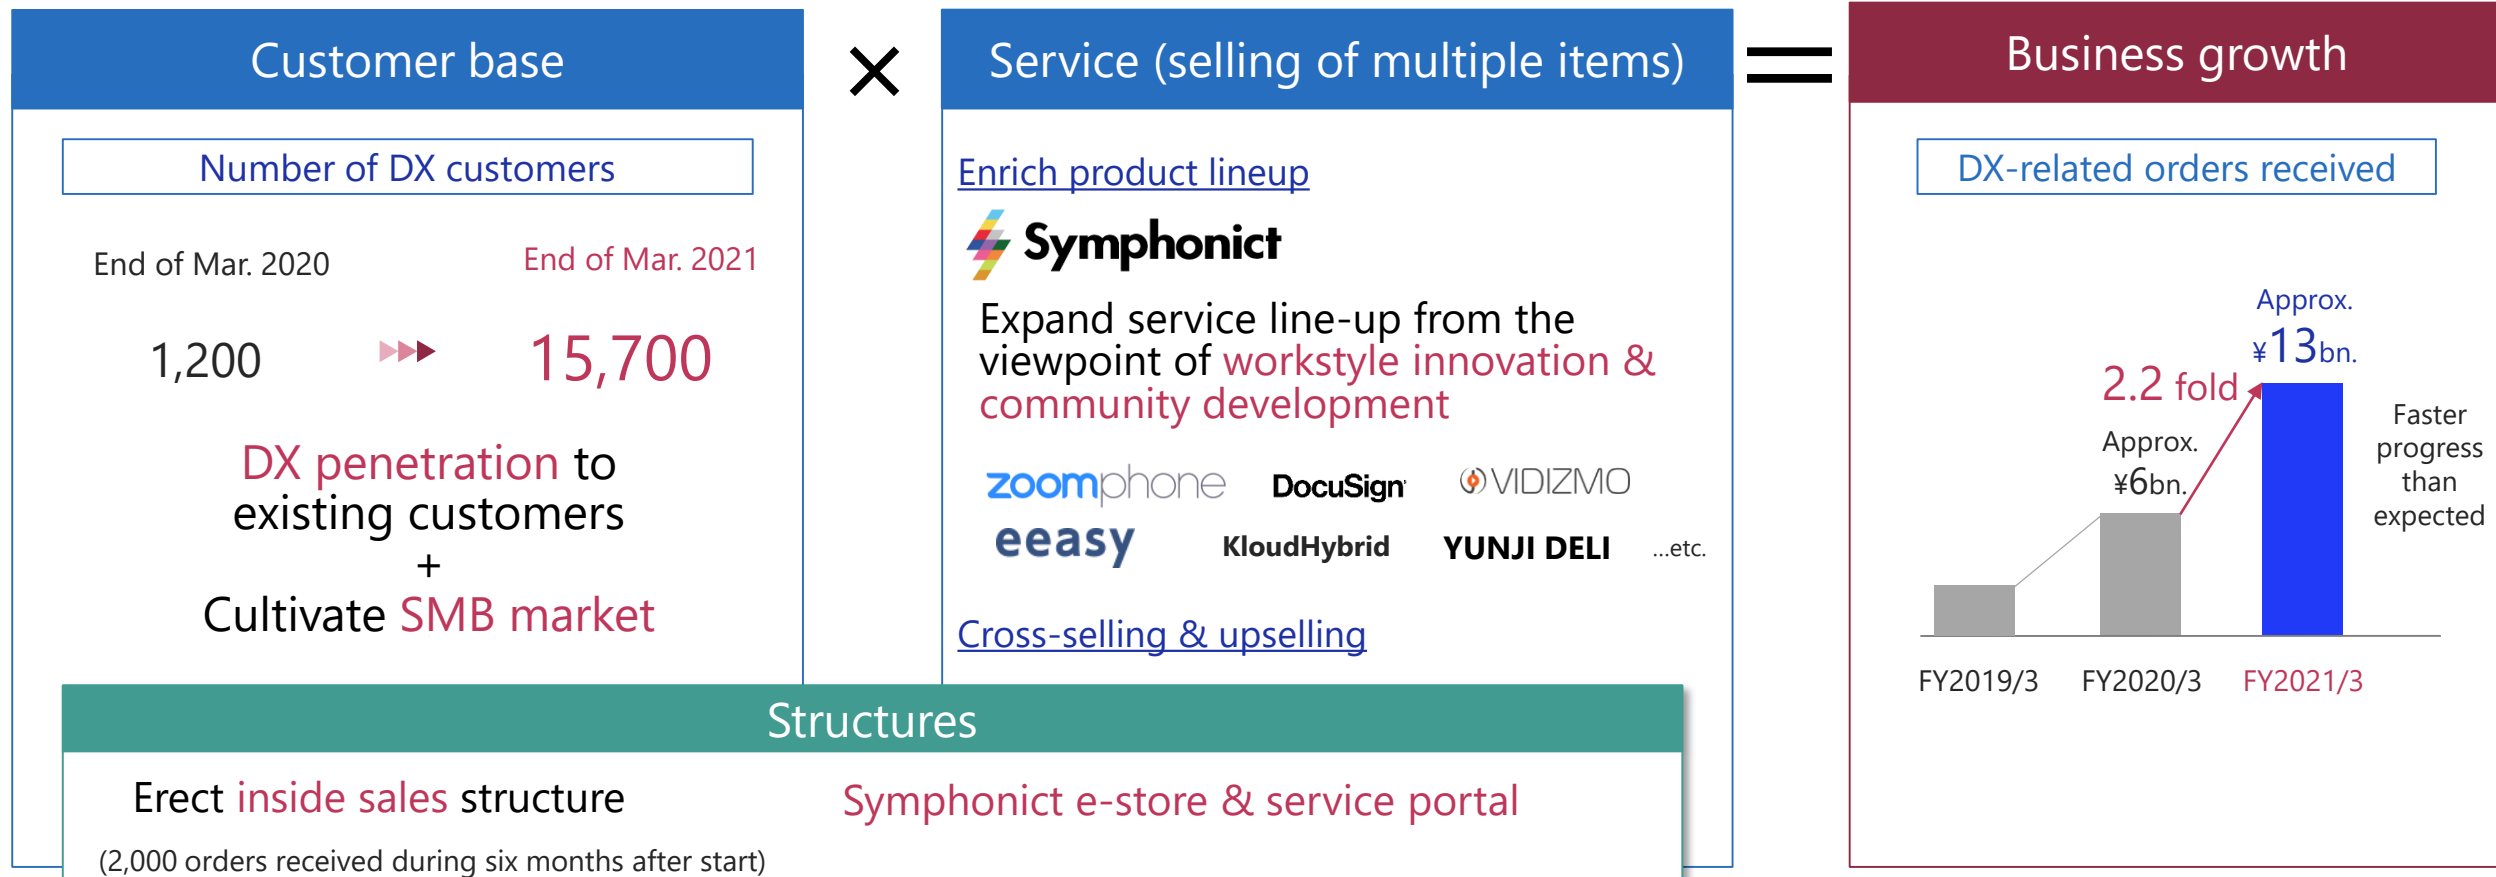 Customer base
×
Service (selling of multiple items)
=
Business growth
Number of DX customers
End of Mar. 2020
End of Mar. 2021
1,200
15,700
DX penetration to
existing customers
+
Cultivate SMB market
Enrich product lineup
Symphonict
Expand service line-up from the
viewpoint of workstyle innovation &
community development
zoomphone
DocuSign
VIDIZMO
eeasy
KloudHybrid
YUNJI DELI
...etc.
Cross-selling & upselling
DX-related orders received
Approx.
¥13bn.
2.2 fold
Approx.
¥6bn.
Faster
progress
than
expected
FY2019/3
FY2020/3
FY2021/3
Structures
Erect inside sales structure
(2,000 orders received during six months after start)
Symphonict e-store & service portal